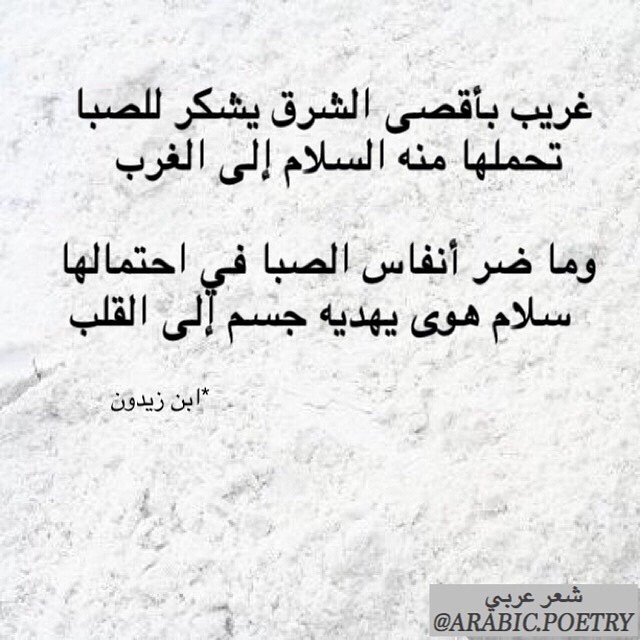 غريب بأقصى الشرق يشكر للصبا
تحملها منه السلام إلى الغرب
وما ضر أنفاس الصبا في احتمالها
سلام هوى يهديه جسم إلى القلب
*ابن زيدون
شعر عربي
@ARABIC.POETRY